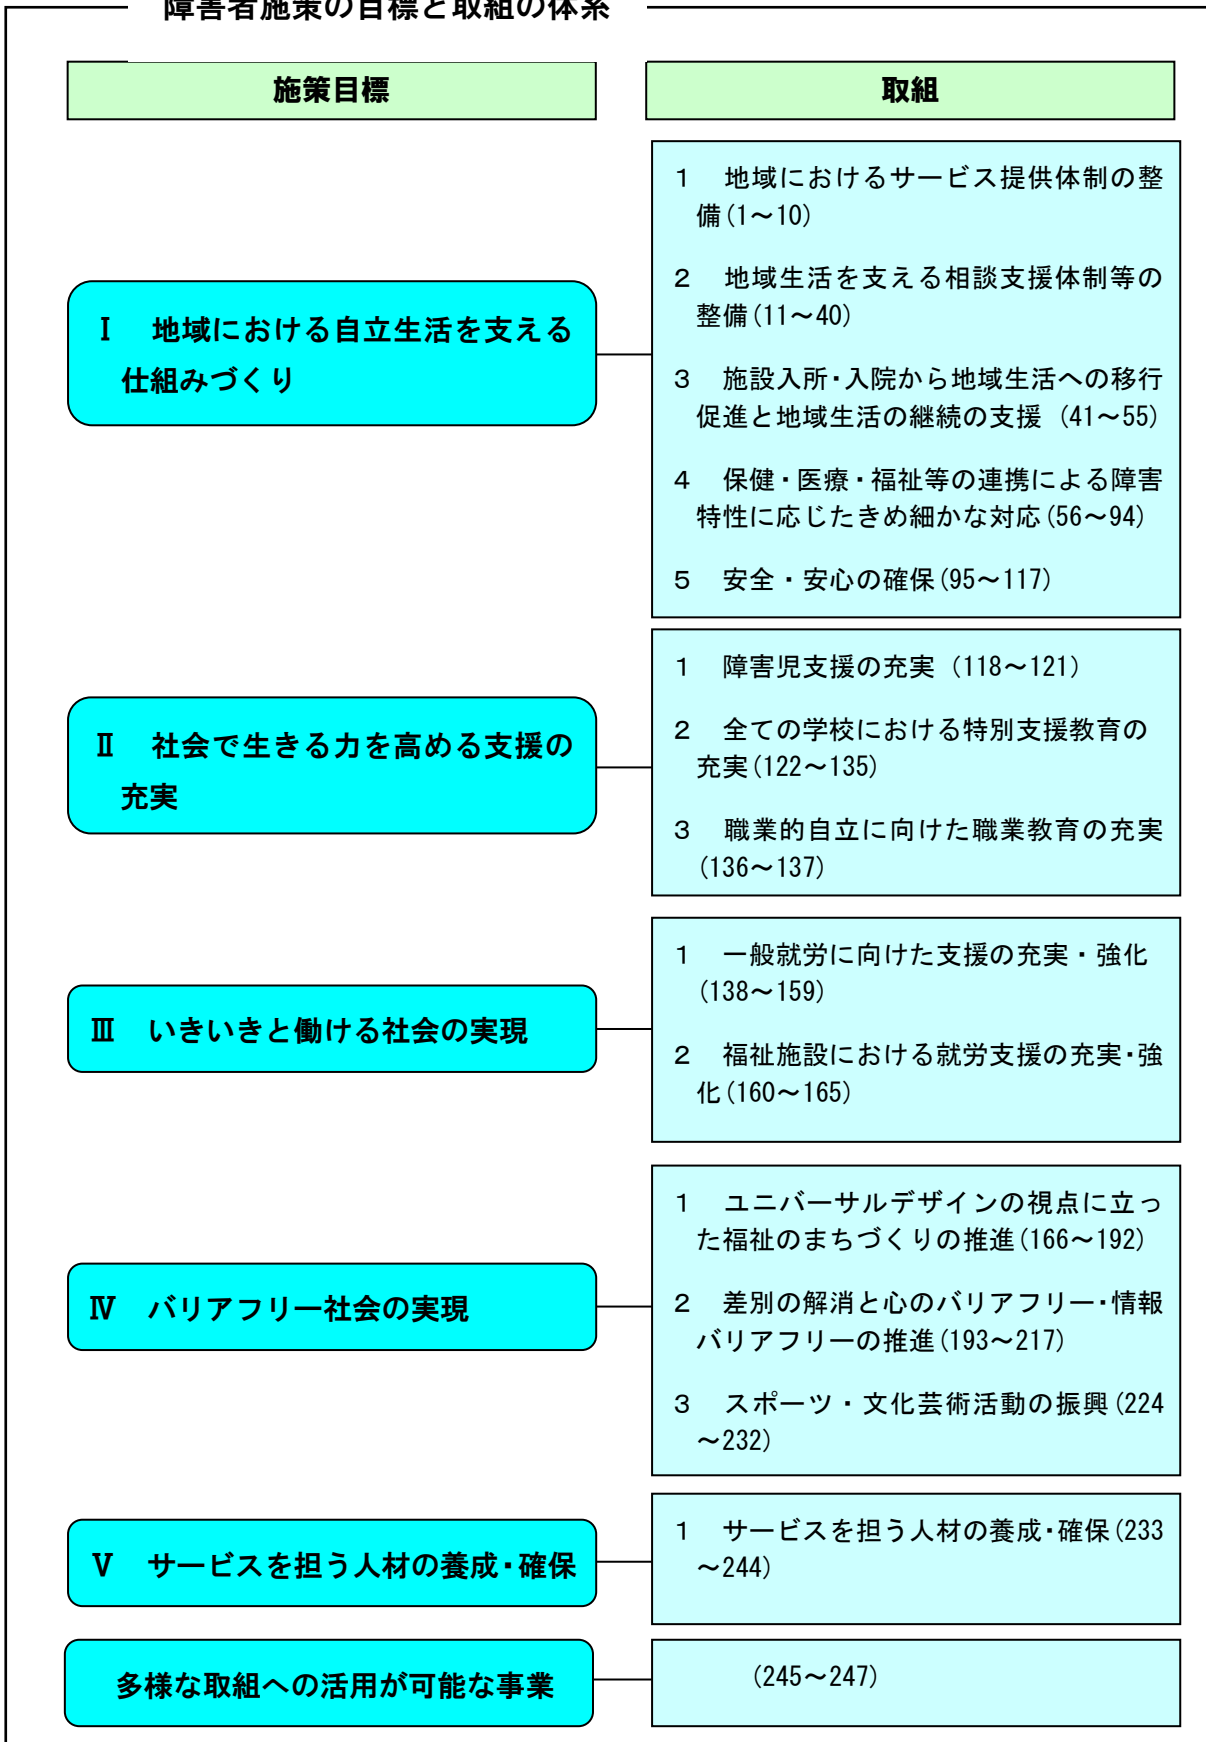 障害者施策の目標と取組の体系
施策目標
取組
Ⅰ　地域における自立生活を支える
仕組みづくり
1　地域におけるサービス提供体制の整
備(1～10)
2　地域生活を支える相談支援体制等の
整備(11～40)
3　施設入所・入院から地域生活への移行
促進と地域生活の継続の支援 (41～55)
4　保健・医療・福祉等の連携による障害
特性に応じたきめ細かな対応(56～94)
5　安全・安心の確保(95～117)
Ⅱ　社会で生きる力を高める支援の
充実
1　障害児支援の充実 (118～121)
2　全ての学校における特別支援教育の
充実(122～135)
3　職業的自立に向けた職業教育の充実
(136～137)
Ⅲ　いきいきと働ける社会の実現
1　一般就労に向けた支援の充実・強化
(138～159)
2　福祉施設における就労支援の充実・強
化(160～165)
Ⅳ　バリアフリー社会の実現
1　ユニバーサルデザインの視点に立っ
た福祉のまちづくりの推進(166～192)
2　差別の解消と心のバリアフリー・情報
バリアフリーの推進(193～217)
3　スポーツ・文化芸術活動の振興(224
～232)
Ⅴ　サービスを担う人材の養成・確保
1　サービスを担う人材の養成・確保(233
～244)
多様な取組への活用が可能な事業
(245～247)